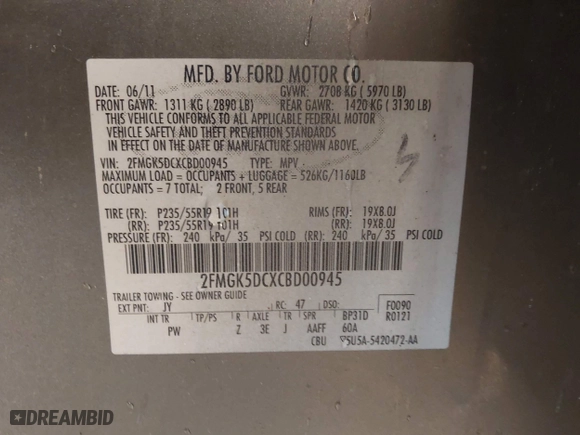 MFD. BY FORD MOTOR CO.
DATE: 06/11 GVWR: 2708 KG ( 5970 LB)
FRONT GAWR: 1311 KG ( 2890 LB) REAR GAWR: 1420 KG ( 3130 LB)
THIS VEHICLE CONFORMS TO ALL APPLICABLE FEDERAL MOTOR
VEHICLE SAFETY AND THEFT PREVENTION STANDARDS
IN EFFECT ON THE DATE OF MANUFACTURE SHOWN ABOVE.
VIN: 2FMGK5DCXCBD00945 TYPE: MPV
MAXIMUM LOAD = OCCUPANTS + LUGGAGE = 526KG/1160LB
OCCUPANTS = 7 TOTAL; 2 FRONT, 5 REAR
TIRE (FR): P235/55R19 101H RIMS (FR): 19X8.0J
(RR): P235/55R19 101H (RR): 19X8.0J
PRESSURE (FR): 240 kPa/ 35 PSI COLD (RR): 240 kPa/ 35 PSI COLD
2FMGK5DCXCBD00945
TRAILER TOWING - SEE OWNER GUIDE
EXT PNT: JY RC: 47 DSO: F0090
R0121
INT TR TP/PS R AXLE TR SPR BP31D
PW Z 3E J AAFF 60A
CBU 5U5A-5420472-AA
DREAMBID